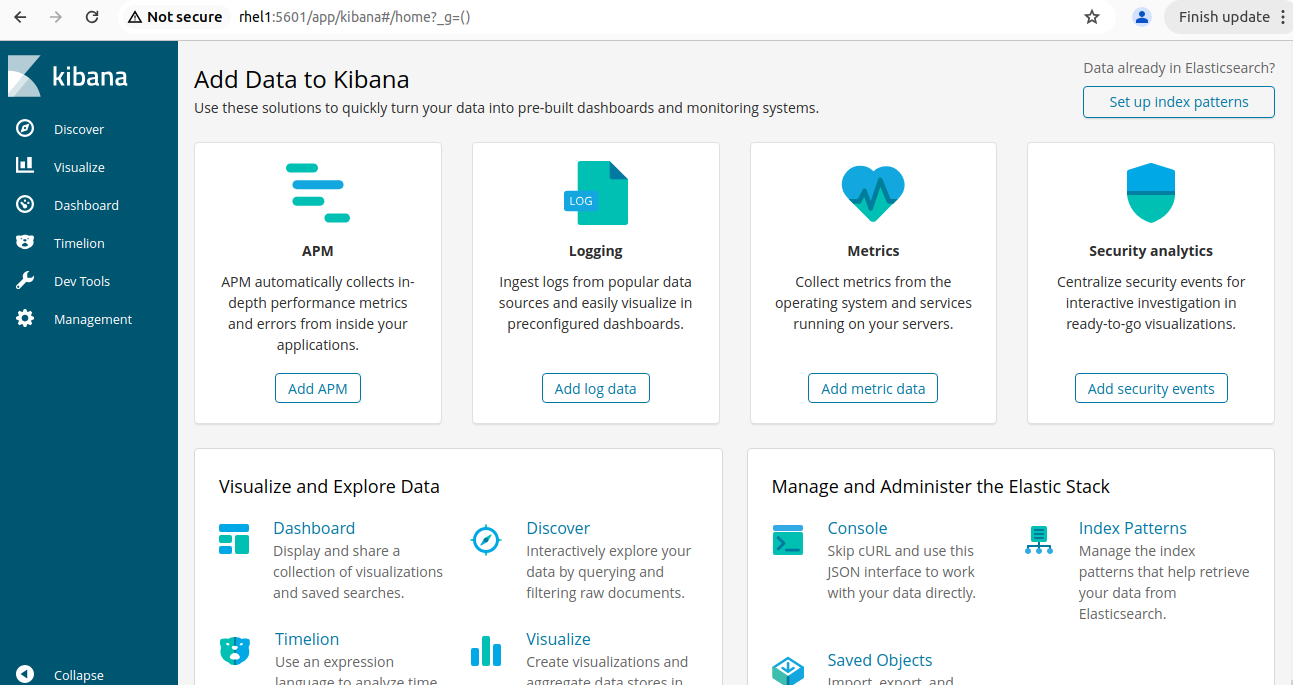 Not secure rhel1:5601/app/kibana#/home?_g=() Finish update
kibana
Discover
Visualize
Dashboard
Timelion
Dev Tools
Management
Collapse
Add Data to Kibana
Use these solutions to quickly turn your data into pre-built dashboards and monitoring systems.
Data already in Elasticsearch?
Set up index patterns
APM
APM automatically collects in-
depth performance metrics
and errors from inside your
applications.
Add APM
LOG
Logging
Ingest logs from popular data
sources and easily visualize in
preconfigured dashboards.
Add log data
Metrics
Collect metrics from the
operating system and services
running on your servers.
Add metric data
Security analytics
Centralize security events for
interactive investigation in
ready-to-go visualizations.
Add security events
Visualize and Explore Data
Dashboard
Display and share a
collection of visualizations
and saved searches.
Discover
Interactively explore your
data by querying and
filtering raw documents.
Timelion
Use an expression
language to analyze time
Visualize
Create visualizations and
aggregate data stores in
Manage and Administer the Elastic Stack
Console
Skip cURL and use this
JSON interface to work
with your data directly.
Index Patterns
Manage the index
patterns that help retrieve
your data from
Elasticsearch.
Saved Objects
Import, export, and